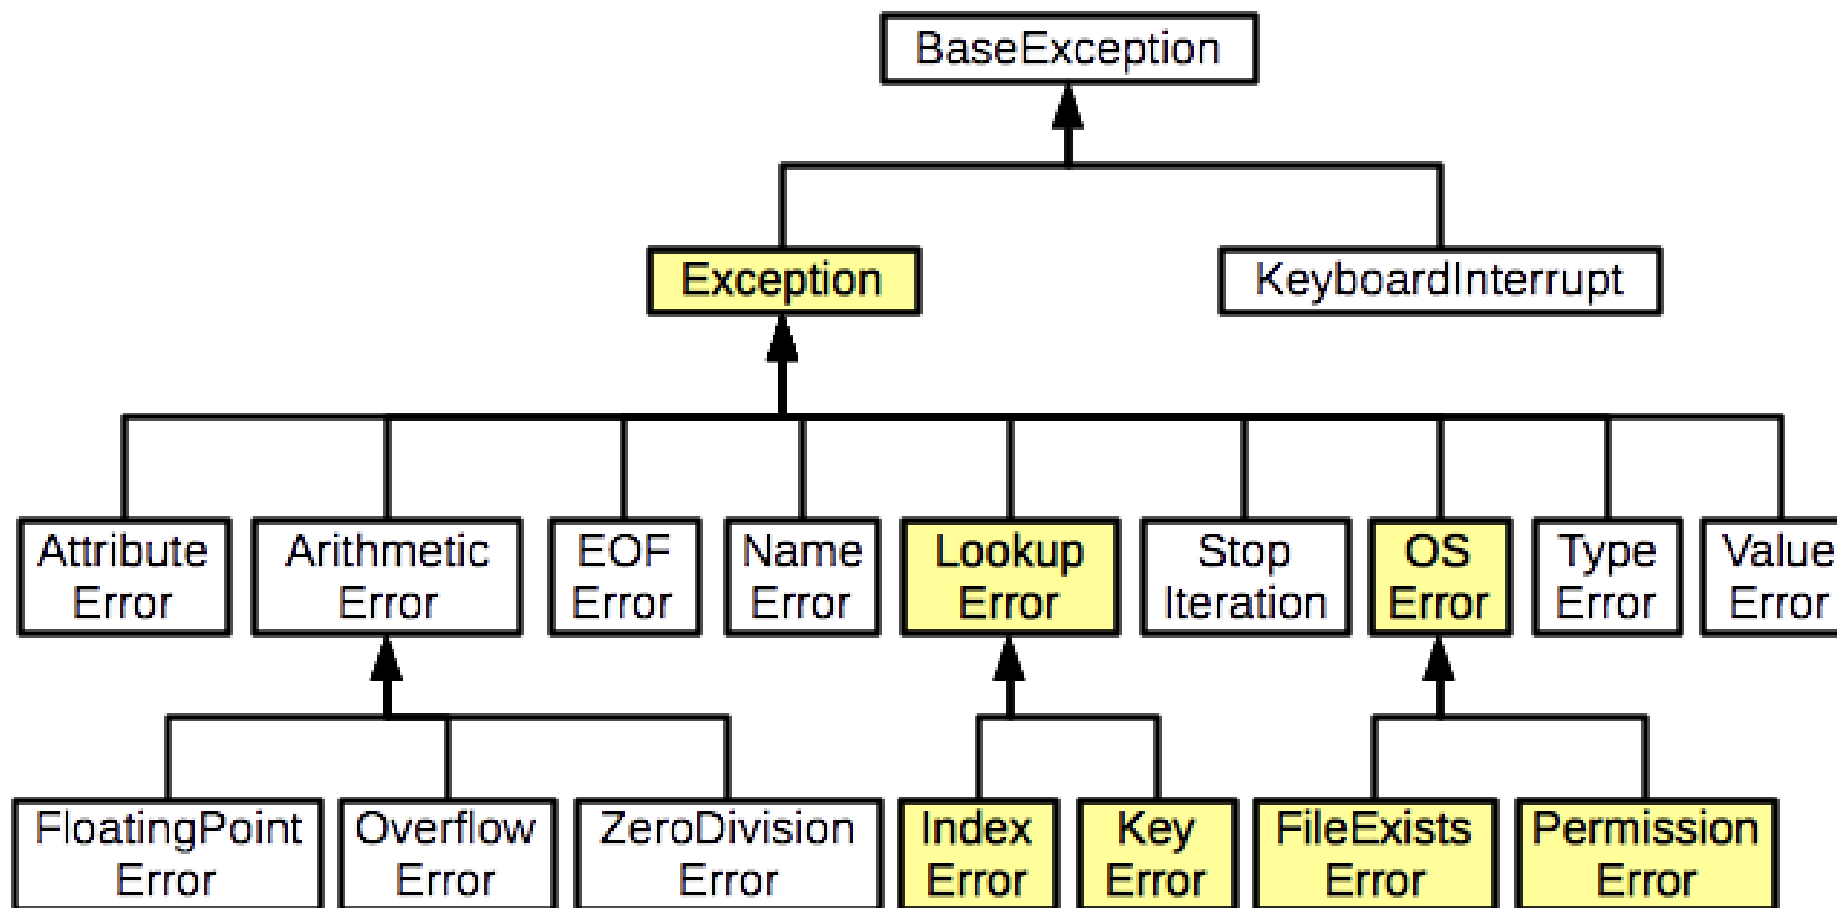 BaseException
Exception
KeyboardInterrupt
Attribute
Error
Arithmetic
Error
EOF
Error
Name
Error
Lookup
Error
Stop
Iteration
OS
Error
Type
Error
Value
Error
FloatingPoint
Error
Overflow
Error
ZeroDivision
Error
Index
Error
Key
Error
FileExists
Error
Permission
Error